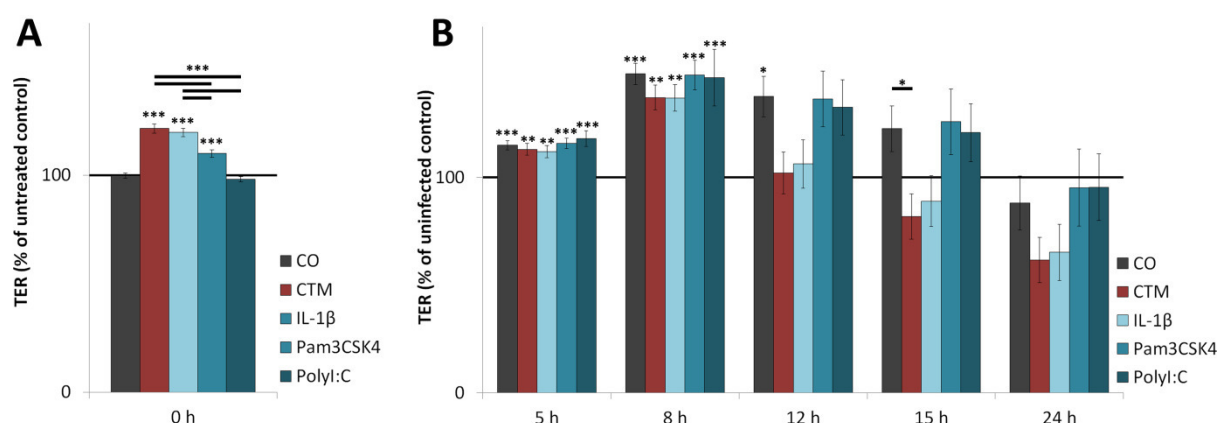 A
TER (% of untreated control)
100
0
***
***
***
***
CO
CTM
IL-1β
Pam3CSK4
PolyI:C
0 h
B
TER (% of uninfected control)
100
0
***
**
**
***
***
***
**
**
***
***
*
*
CO
CTM
IL-1β
Pam3CSK4
PolyI:C
5 h
8 h
12 h
15 h
24 h